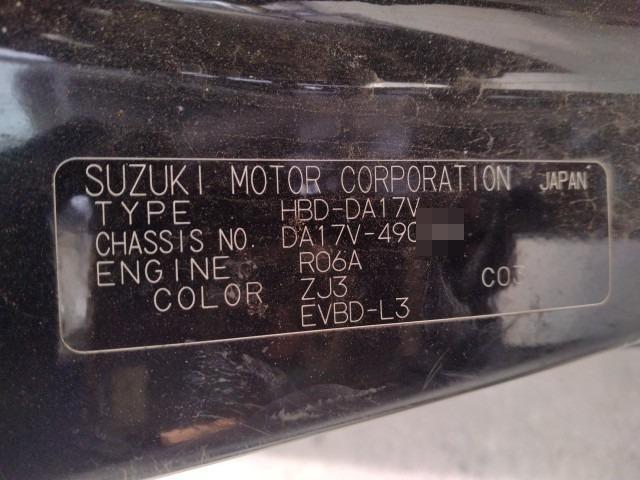 SUZUKI MOTOR CORPORATION JAPAN
TYPE HBD-DA17V
CHASSIS NO. DA17V-490
ENGINE R06A
COLOR ZJ3 C03
EVBD-L3